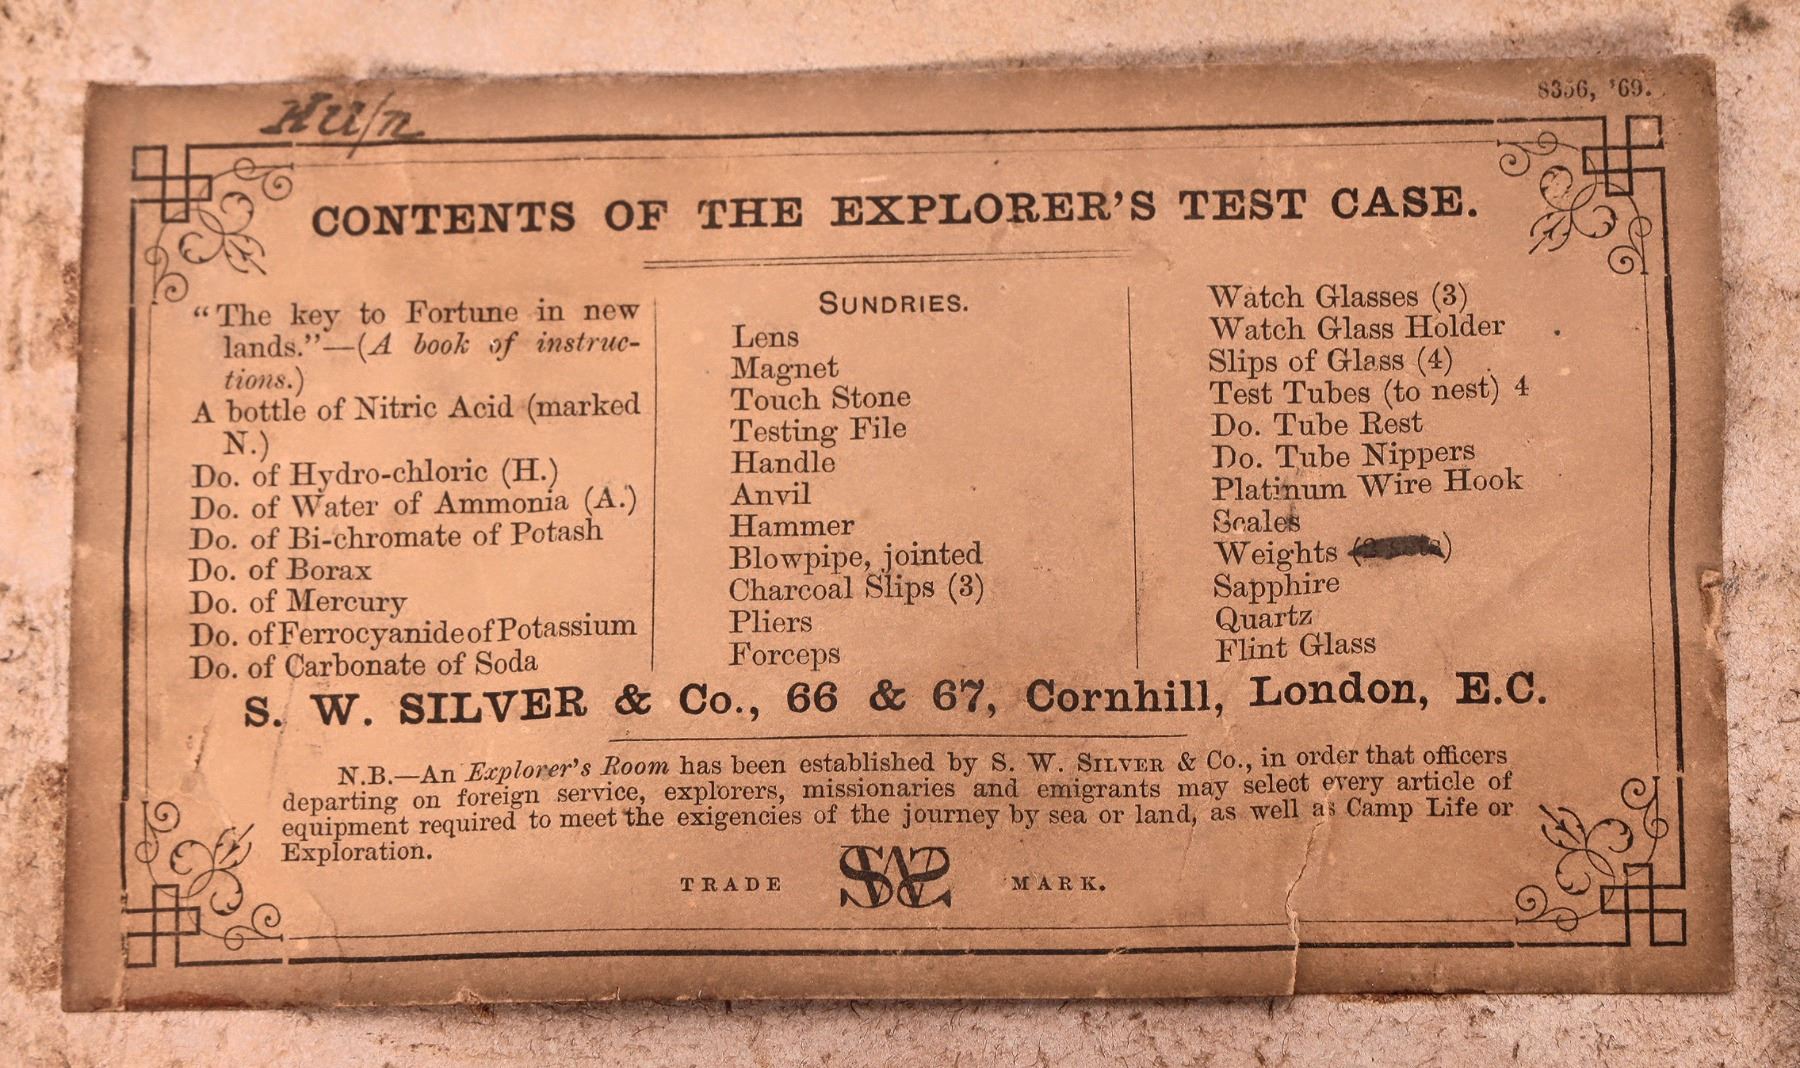 Hu/n
8356, '69.
CONTENTS OF THE EXPLORER'S TEST CASE.
“The key to Fortune in new
lands.”—(A book of instruc-
tions.)
A bottle of Nitric Acid (marked
N.)
Do. of Hydro-chloric (H.)
Do. of Water of Ammonia (A.)
Do. of Bi-chromate of Potash
Do. of Borax
Do. of Mercury
Do. of Ferrocyanide of Potassium
Do. of Carbonate of Soda
SUNDRIES.
Lens
Magnet
Touch Stone
Testing File
Handle
Anvil
Hammer
Blowpipe, jointed
Charcoal Slips (3)
Pliers
Forceps
Watch Glasses (3)
Watch Glass Holder
Slips of Glass (4)
Test Tubes (to nest) 4
Do. Tube Rest
Do. Tube Nippers
Platinum Wire Hook
Scales
Weights
Sapphire
Quartz
Flint Glass
S. W. SILVER & Co., 66 & 67, Cornhill, London, E.C.
N.B.—An Explorer's Room has been established by S. W. SILVER & Co., in order that officers
departing on foreign service, explorers, missionaries and emigrants may select every article of
equipment required to meet the exigencies of the journey by sea or land, as well as Camp Life or
Exploration.
TRADE MARK.